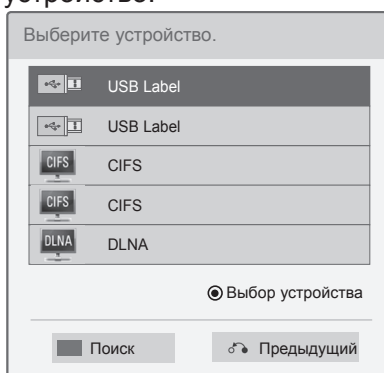 устройство.
Выберите устройство.
USB Label
USB Label
CIFS CIFS
CIFS CIFS
DLNA DLNA
Выбор устройства
Поиск Предыдущий